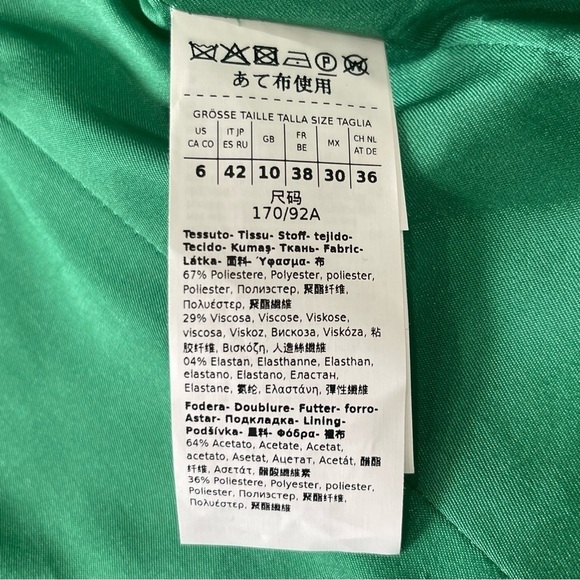 P W
あて布使用
GRÖSSE TAILLE TALLA SIZE TAGLIA
US CA CO IT JP ES RU GB FR BE MX CH NL AT DE
6 42 10 38 30 36
尺码
170/92A
Tessuto- Tissu- Stoff- tejido-
Tecido- Kumaş- Ткань- Fabric-
Látka- 面料- Ύφασμα- 布
67% Poliestere, Polyester, poliester,
Poliester, Полиэстер, 聚酯纤维,
Πολυέστερ, 聚酯纖維
29% Viscosa, Viscose, Viskose,
viscosa, Viskoz, Вискоза, Viskóza, 粘
胶纤维, Βισκόζη, 人造絲纖維
04% Elastan, Elasthanne, Elasthan,
elastano, Elastano, Еластан,
Elastane, 氨纶, Ελαστάνη, 彈性纖維
Fodera- Doublure- Futter- forro-
Astar- Подкладка- Lining-
Podšívka- 里料- Φόδρα- 裡布
64% Acetato, Acetate, Acetat,
acetato, Asetat, Ацетат, Acetát, 醋酯
纤维, Ασετάτ, 醋酸纖維素
36% Poliestere, Polyester, poliester,
Poliester, Полиэстер, 聚酯纤维,
Πολυέστερ, 聚酯纖維